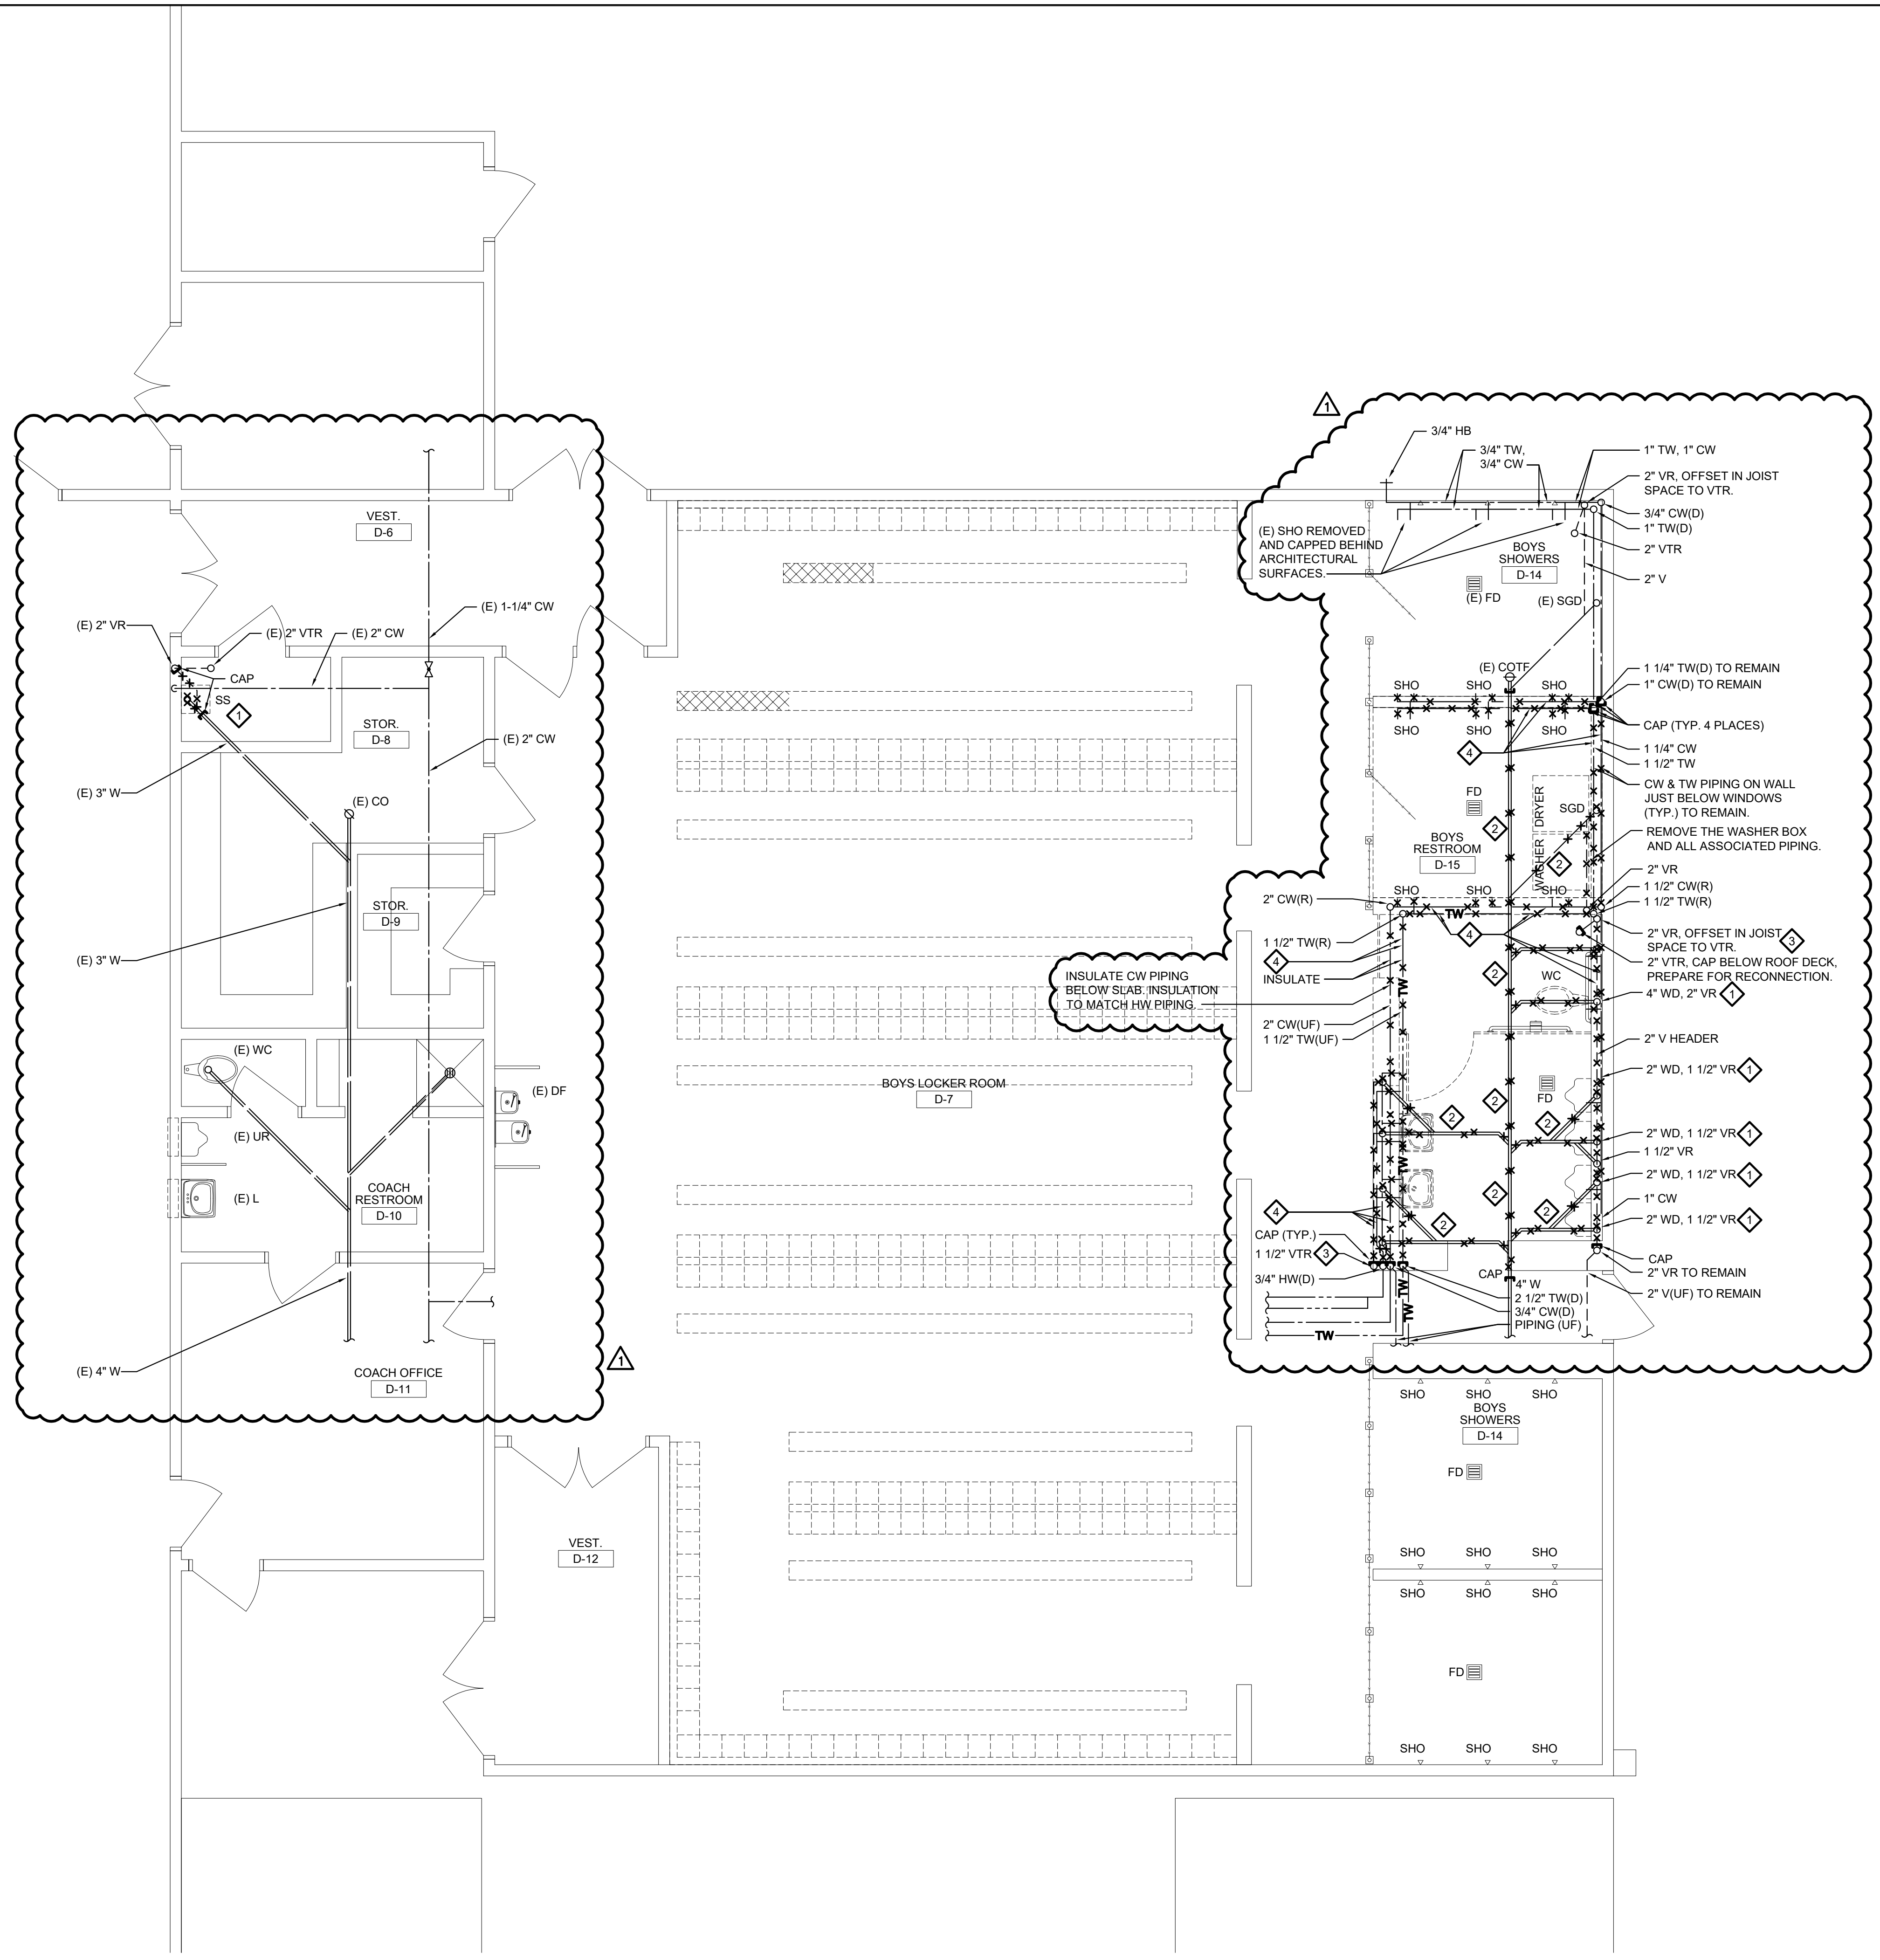 VEST.
D-6
(E) 1-1/4" CW
(E) 2" VR
(E) 2" VTR
(E) 2" CW
CAP
SS
1
STOR.
D-8
(E) 2" CW
(E) 3" W
(E) CO
STOR.
D-9
(E) 3" W
(E) WC
(E) DF
(E) UR
(E) L
COACH
RESTROOM
D-10
(E) 4" W
COACH OFFICE
D-11
1
VEST.
D-12
BOYS LOCKER ROOM
D-7
1
3/4" HB
3/4" TW,
3/4" CW
1" TW, 1" CW
2" VR, OFFSET IN JOIST
SPACE TO VTR.
3/4" CW(D)
1" TW(D)
2" VTR
2" V
(E) SHO REMOVED
AND CAPPED BEHIND
ARCHITECTURAL
SURFACES.
BOYS
SHOWERS
D-14
(E) FD
(E) SGD
(E) COTF
SHO
SHO
SHO
SHO
SHO
SHO
4
1 1/4" TW(D) TO REMAIN
1" CW(D) TO REMAIN
CAP (TYP. 4 PLACES)
1 1/4" CW
1 1/2" TW
CW & TW PIPING ON WALL
JUST BELOW WINDOWS
(TYP.) TO REMAIN.
REMOVE THE WASHER BOX
AND ALL ASSOCIATED PIPING.
FD
2
BOYS
RESTROOM
D-15
WASHER
DRYER
SGD
2
SHO
SHO
SHO
2" VR
1 1/2" CW(R)
1 1/2" TW(R)
2" CW(R)
TW
1 1/2" TW(R)
4
INSULATE
4
2" VR, OFFSET IN JOIST
SPACE TO VTR.
3
2" VTR, CAP BELOW ROOF DECK,
PREPARE FOR RECONNECTION.
INSULATE CW PIPING
BELOW SLAB. INSULATION
TO MATCH HW PIPING.
TW
2
WC
4" WD, 2" VR
1
2" CW(UF)
1 1/2" TW(UF)
2" V HEADER
2" WD, 1 1/2" VR
1
FD
2
2
2
2" WD, 1 1/2" VR
1
1 1/2" VR
TW
2" WD, 1 1/2" VR
1
2
2
2
1" CW
2" WD, 1 1/2" VR
1
4
CAP (TYP.)
1 1/2" VTR
3
3/4" HW(D)
CAP
2" VR TO REMAIN
2" V(UF) TO REMAIN
CAP
4" W
2 1/2" TW(D)
3/4" CW(D)
PIPING (UF)
TW
TW
TW
SHO
SHO
SHO
BOYS
SHOWERS
D-14
FD
SHO
SHO
SHO
SHO
SHO
SHO
FD
SHO
SHO
SHO